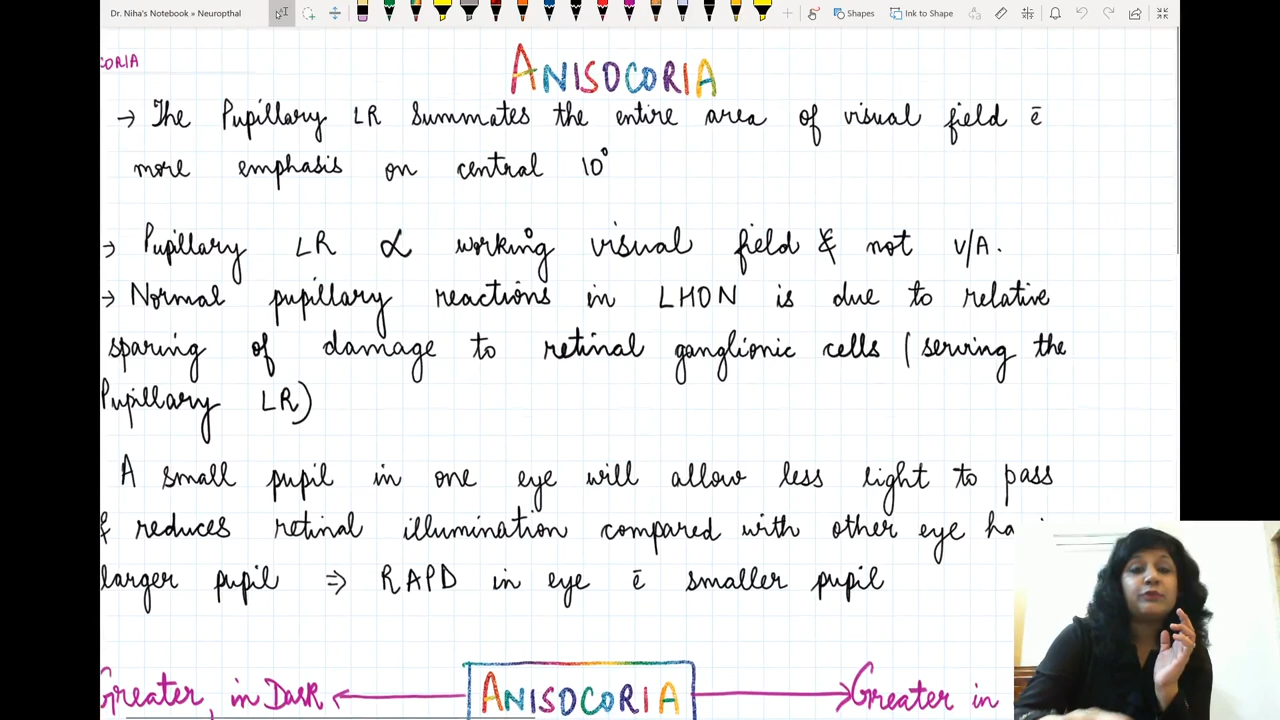 Dr. Niha's Notebook » Neuropthal
Shapes
Ink to Shape
CORIA
ANISOCORIA
→ The Pupillary LR summates the entire area of visual field c̄
more emphasis on central 10°
→ Pupillary LR ∝ working visual field & not V/A.
→ Normal pupillary reactions in LHON is due to relative
sparing of damage to retinal ganglionic cells (serving the
Pupillary LR)
A small pupil in one eye will allow less light to pass
& reduces retinal illumination compared with other eye
larger pupil ⇒ RAPD in eye c̄ smaller pupil
Greater in Dark ← ANISOCORIA → Greater in